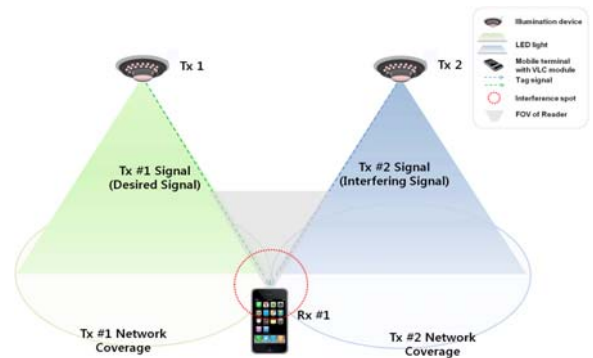 Tx 1
Tx 2
Illumination device
LED light
Mobile terminal
with VLC module
Tag signal
Interference spot
FOV of Reader
Tx #1 Signal
(Desired Signal)
Tx #2 Signal
(Interfering Signal)
Rx #1
Tx #1 Network
Coverage
Tx #2 Network
Coverage